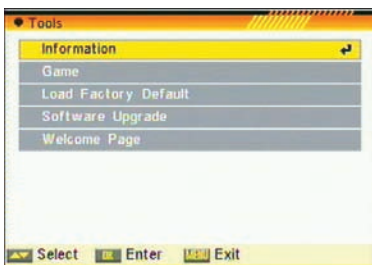 Tools
Information
Game
Load Factory Default
Software Upgrade
Welcome Page
Select OK Enter MENU Exit